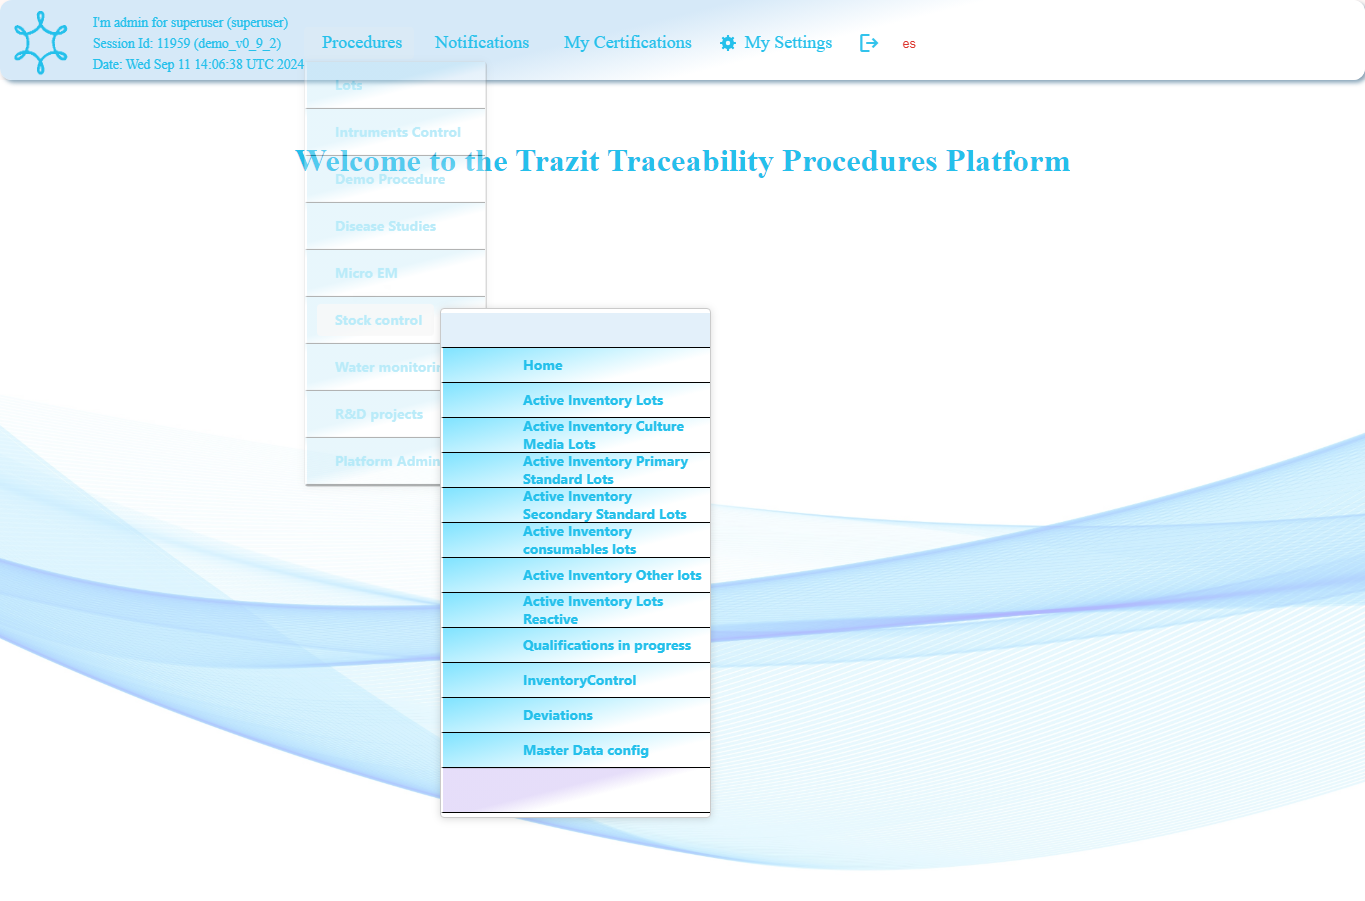 I'm admin for superuser (superuser)
Session Id: 11959 (demo_v0_9_2)
Date: Wed Sep 11 14:06:38 UTC 2024
Procedures
Notifications
My Certifications
My Settings
es
Welcome to the Trazit Traceability Procedures Platform
Lots
Intruments Control
Demo Procedure
Disease Studies
Micro EM
Stock control
Water monitorin
R&D projects
Platform Admin
Home
Active Inventory Lots
Active Inventory Culture
Media Lots
Active Inventory Primary
Standard Lots
Active Inventory
Secondary Standard Lots
Active Inventory
consumables lots
Active Inventory Other lots
Active Inventory Lots
Reactive
Qualifications in progress
InventoryControl
Deviations
Master Data config